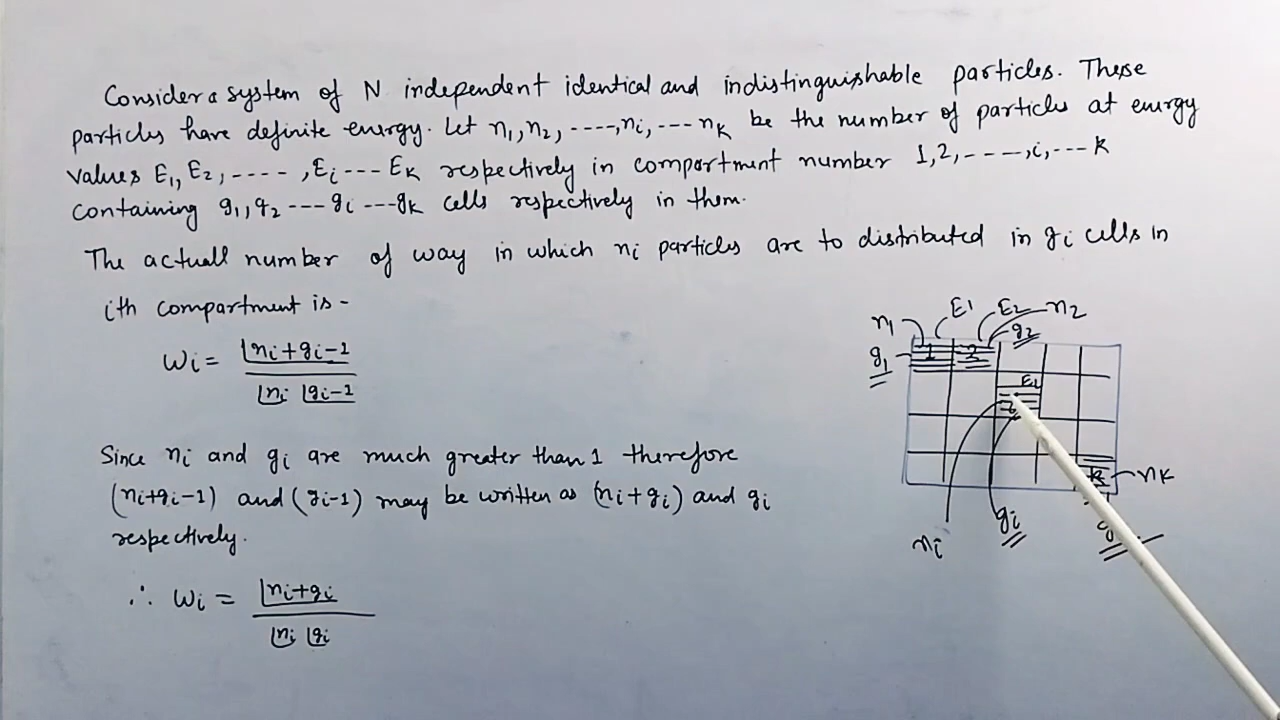 Consider a system of N independent identical and indistinguishable particles. These
particles have definite energy. Let n₁, n₂, -----, nᵢ, --- nₖ be the number of particles at energy
values E₁, E₂, ----, Eᵢ --- Eₖ respectively in compartment number 1, 2, ----, i, --- k
containing g₁, g₂ --- gᵢ --- gₖ cells respectively in them.
The actuall number of way in which nᵢ particles are to distributed in gᵢ cells in
ith compartment is -
Wᵢ = ⌊nᵢ+gᵢ-1 / ⌊nᵢ ⌊gᵢ-1
Since nᵢ and gᵢ are much greater than 1 therefore
(nᵢ+gᵢ-1) and (gᵢ-1) may be written as (nᵢ+gᵢ) and gᵢ
respectively.
∴ Wᵢ = ⌊nᵢ+gᵢ / ⌊nᵢ ⌊gᵢ
E₁ E₂ n₂
n₁ g₂
g₁ 1 2
Eᵢ
k nₖ
nᵢ gᵢ